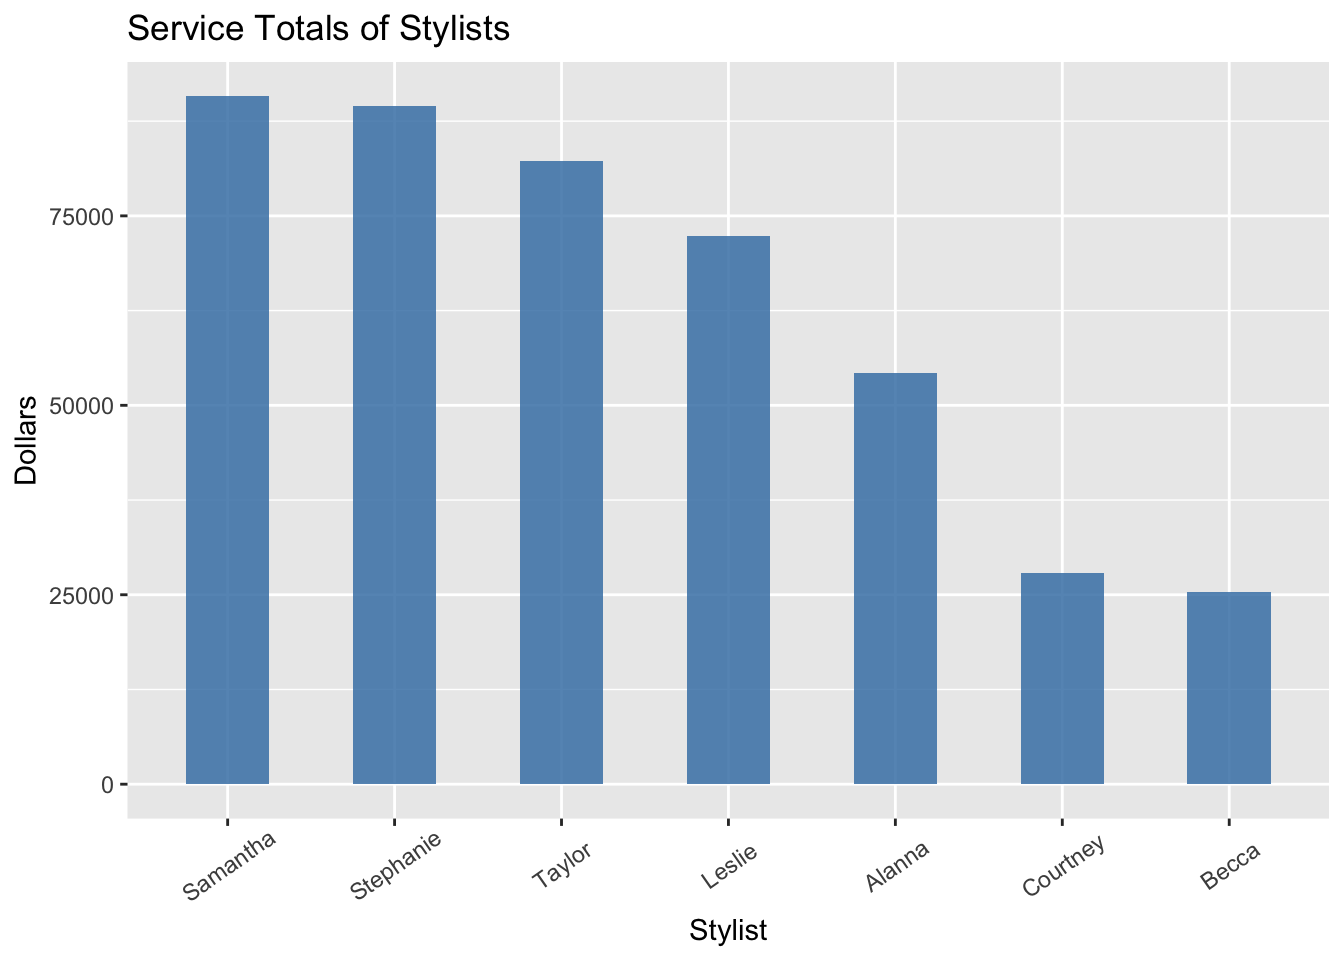 Service Totals of Stylists
Dollars
75000
50000
25000
0
Samantha
Stephanie
Taylor
Leslie
Alanna
Courtney
Becca
Stylist